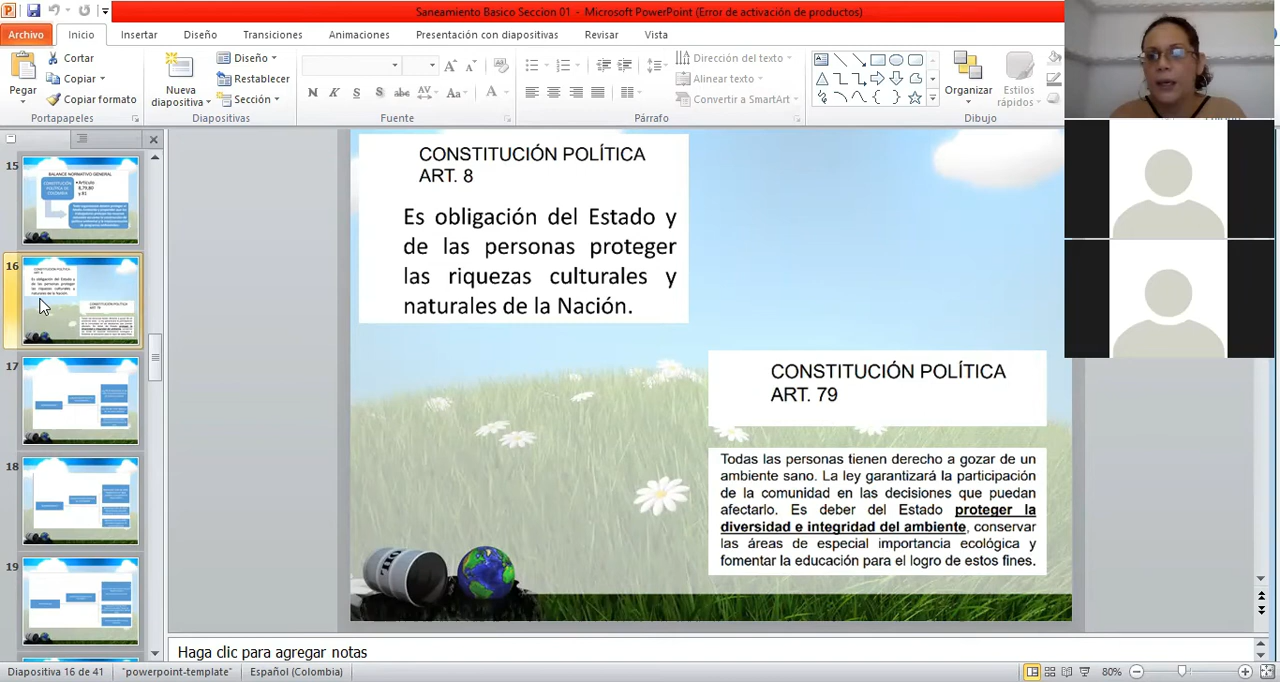 Saneamiento Basico Seccion 01 - Microsoft PowerPoint (Error de activación de productos)
Archivo Inicio Insertar Diseño Transiciones Animaciones Presentación con diapositivas Revisar Vista
Pegar
Cortar
Copiar
Copiar formato
Portapapeles
Nueva
diapositiva
Diseño
Restablecer
Sección
Diapositivas
N K S S abc AV Aa A
Fuente
Párrafo
Dirección del texto
Alinear texto
Convertir a SmartArt
Organizar
Estilos
rápidos
Dibujo
15
BALANCE NORMATIVO GENERAL
16
17
18
19
CONSTITUCIÓN POLÍTICA
ART. 8
Es obligación del Estado y
de las personas proteger
las riquezas culturales y
naturales de la Nación.
CONSTITUCIÓN POLÍTICA
ART. 79
Todas las personas tienen derecho a gozar de un
ambiente sano. La ley garantizará la participación
de la comunidad en las decisiones que puedan
afectarlo. Es deber del Estado proteger la
diversidad e integridad del ambiente, conservar
las áreas de especial importancia ecológica y
fomentar la educación para el logro de estos fines.
Haga clic para agregar notas
Diapositiva 16 de 41 "powerpoint-template" Español (Colombia) 80%